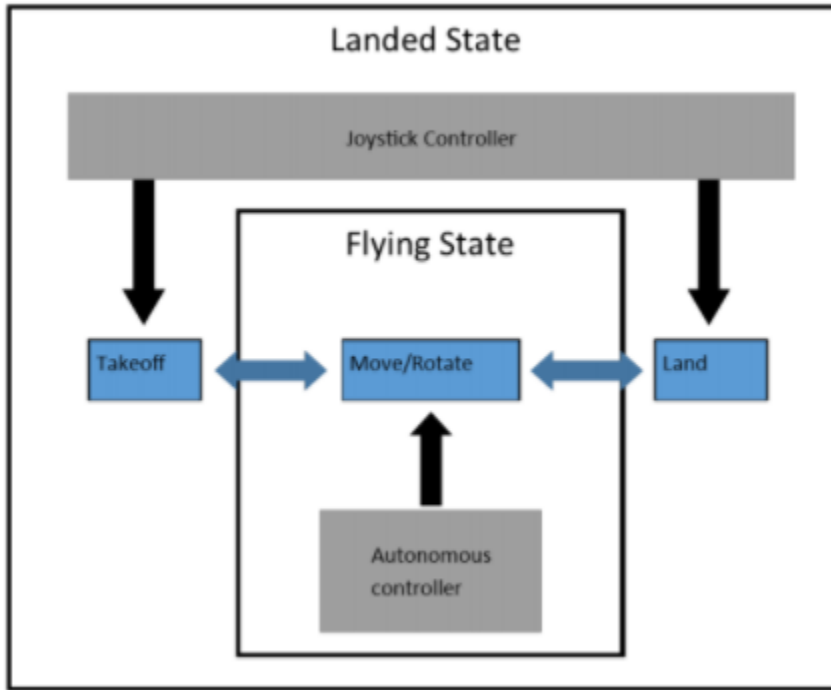 Landed State
Joystick Controller
Flying State
Takeoff
Move/Rotate
Land
Autonomous
controller